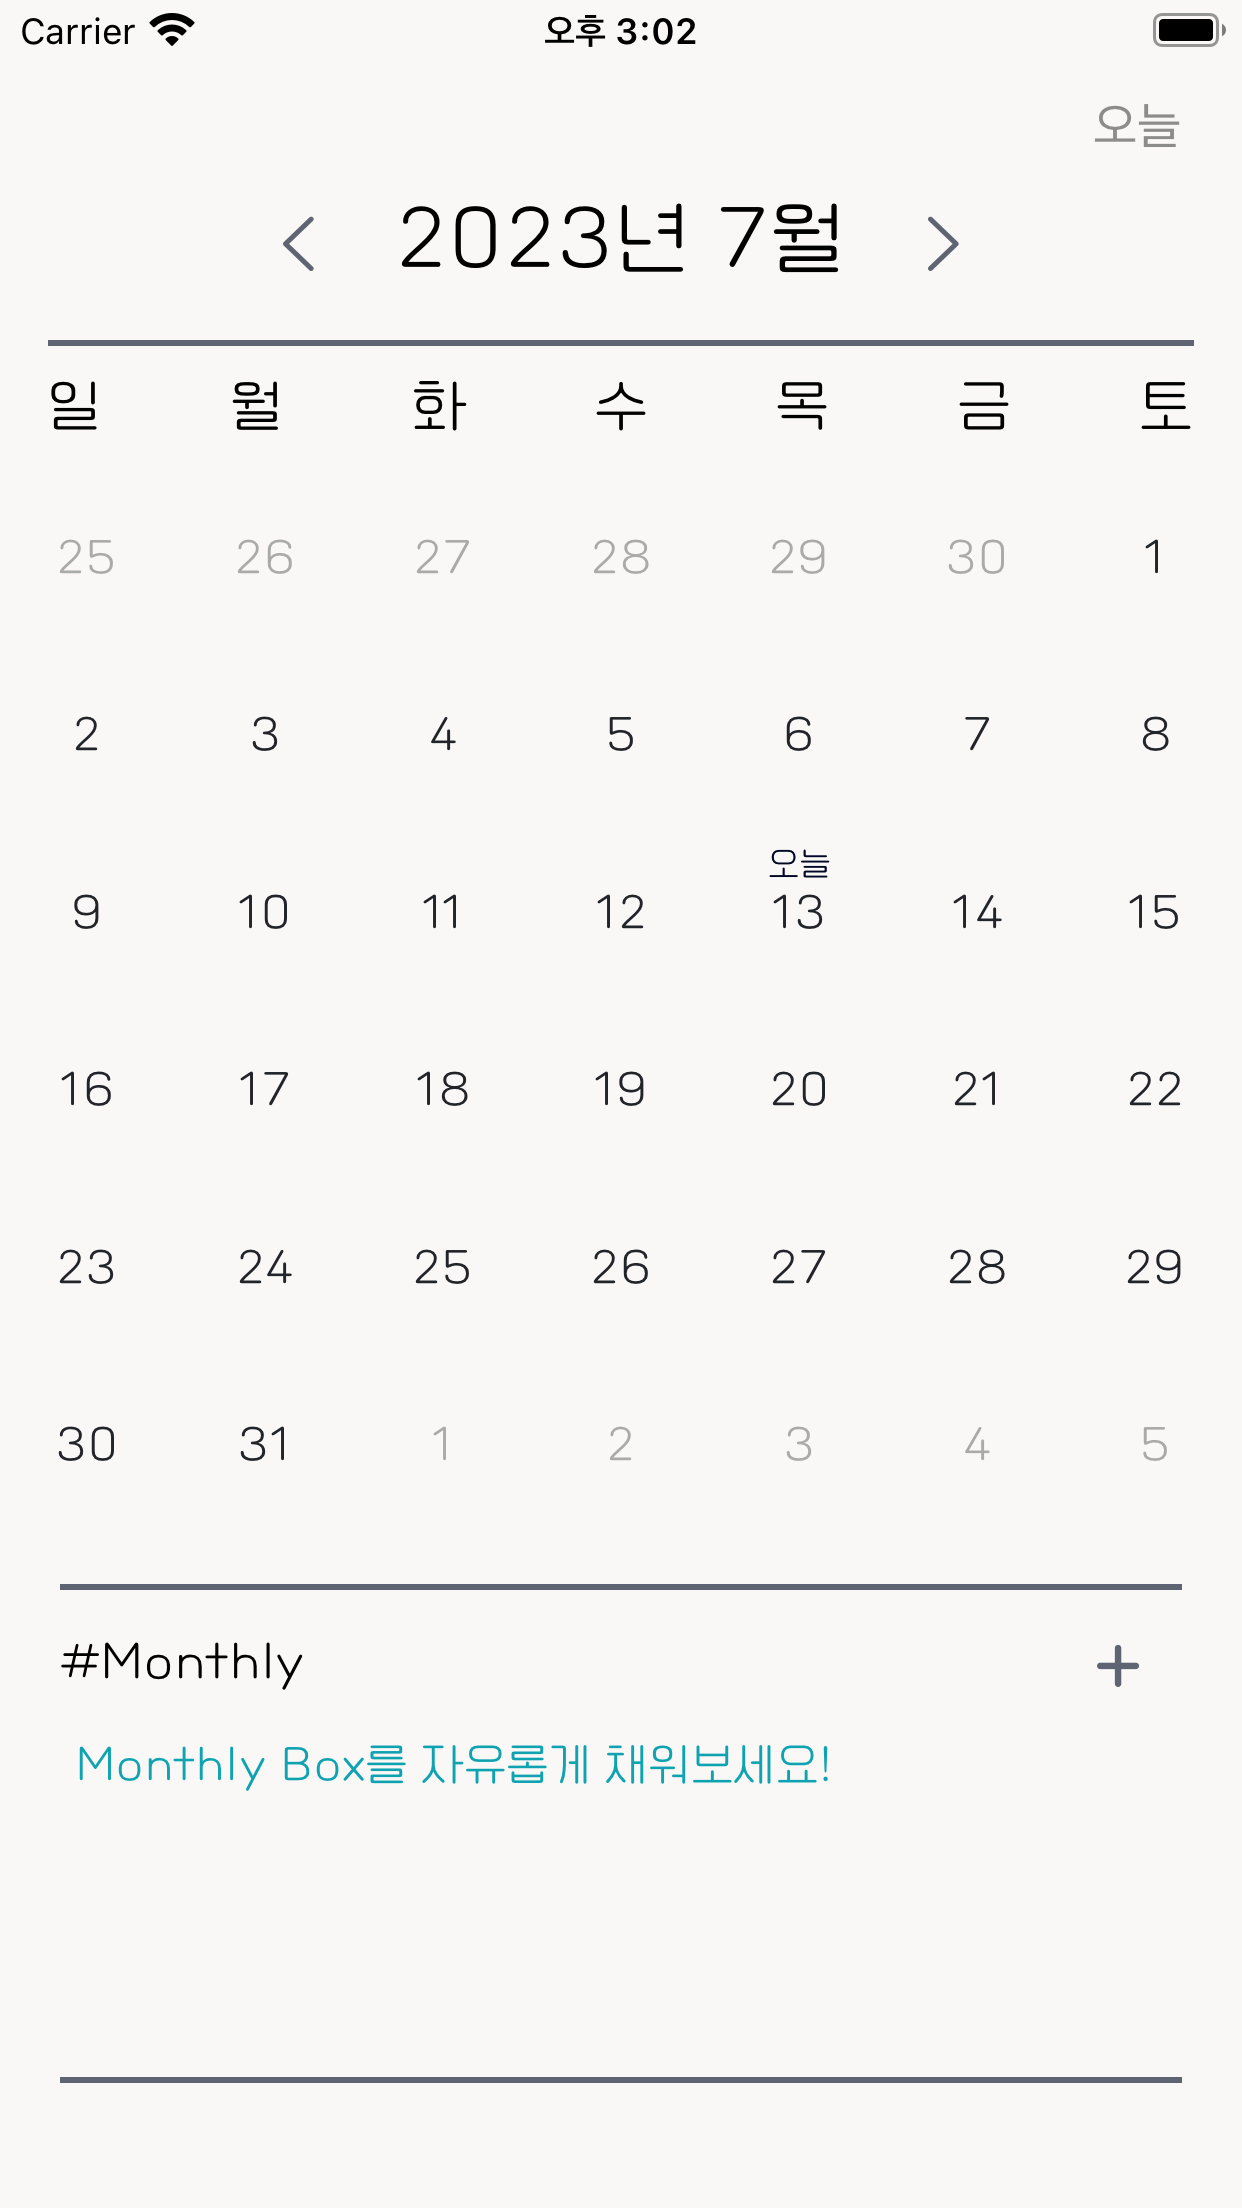 Carrier 오후 3:02
오늘
2023년 7월
일 월 화 수 목 금 토
25 26 27 28 29 30 1
2 3 4 5 6 7 8
오늘
9 10 11 12 13 14 15
16 17 18 19 20 21 22
23 24 25 26 27 28 29
30 31 1 2 3 4 5
#Monthly +
Monthly Box를 자유롭게 채워보세요!